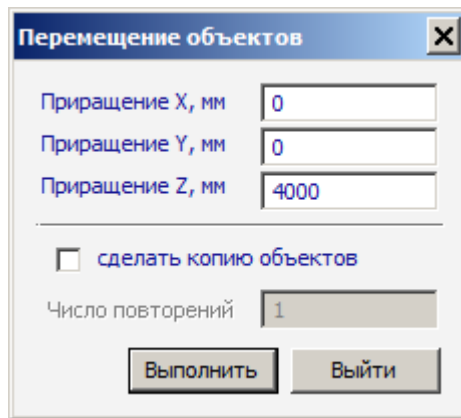 Перемещение объектов
Приращение X, мм 0
Приращение Y, мм 0
Приращение Z, мм 4000
сделать копию объектов
Число повторений 1
Выполнить Выйти